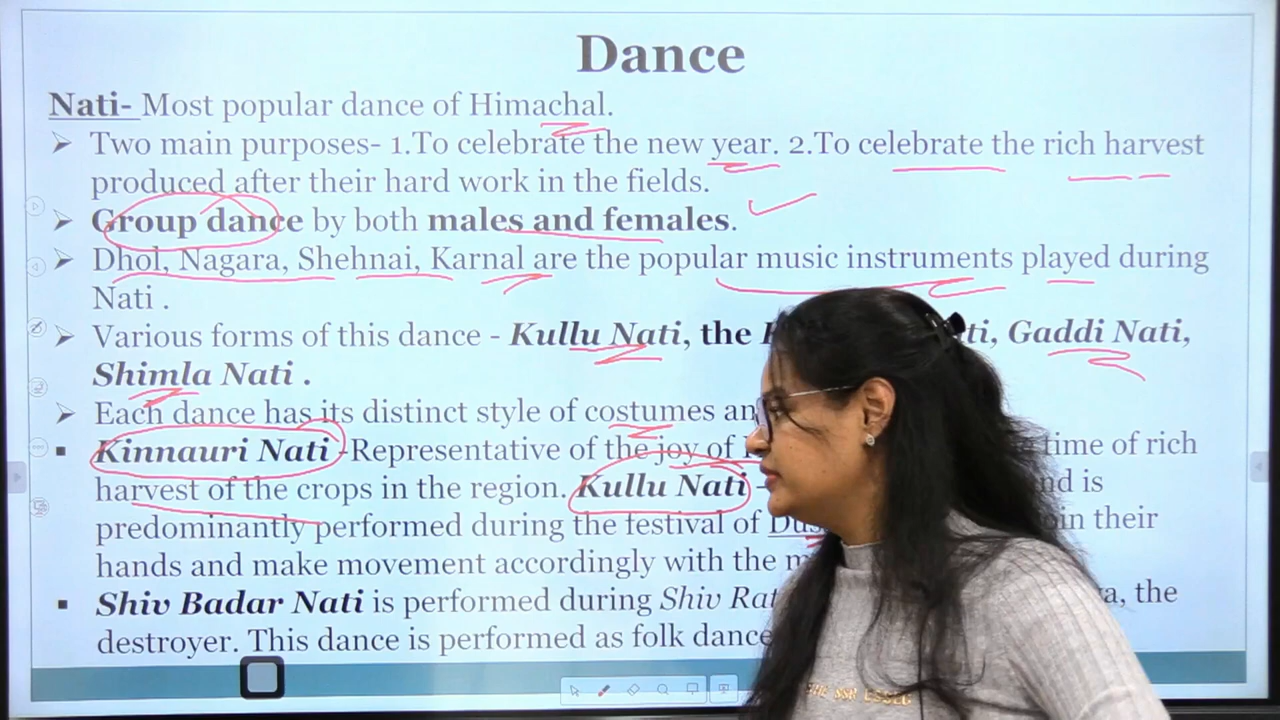 Dance
Nati- Most popular dance of Himachal.
➢ Two main purposes- 1.To celebrate the new year. 2.To celebrate the rich harvest
produced after their hard work in the fields.
➢ Group dance by both males and females.
➢ Dhol, Nagara, Shehnai, Karnal are the popular music instruments played during
Nati .
➢ Various forms of this dance - Kullu Nati, the Gaddi Nati,
Shimla Nati .
➢ Each dance has its distinct style of costumes
▪ Kinnauri Nati -Representative of the joy of time of rich
harvest of the crops in the region. Kullu Nati - is
predominantly performed during the festival of their
hands and make movement accordingly with the
▪ Shiv Badar Nati is performed during Shiv the
destroyer. This dance is performed as folk dance